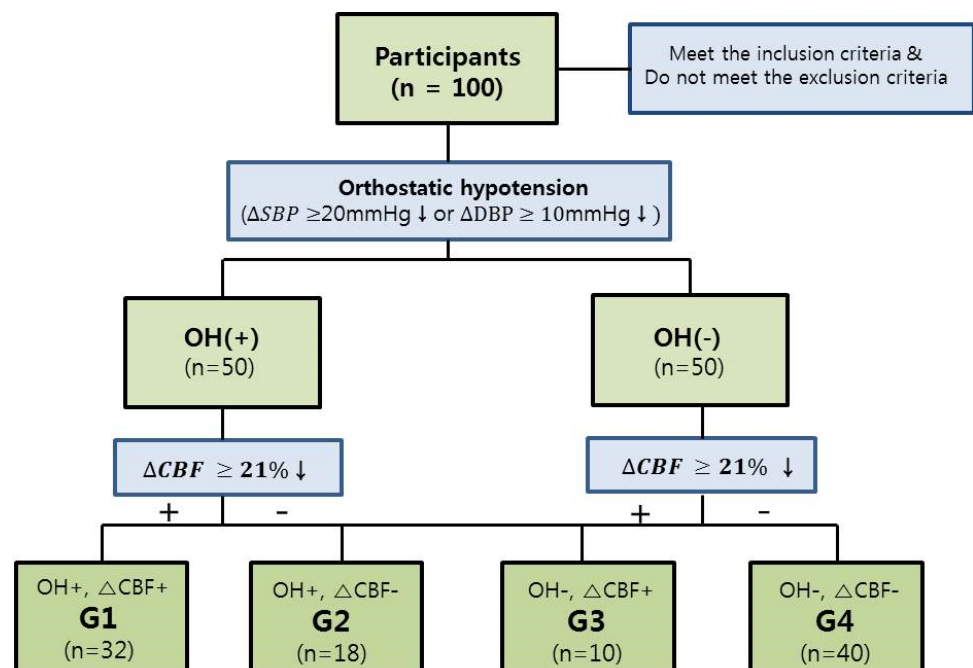 Participants
(n = 100)
Meet the inclusion criteria &
Do not meet the exclusion criteria
Orthostatic hypotension
(ΔSBP ≥20mmHg ↓ or ΔDBP ≥ 10mmHg ↓ )
OH(+)
(n=50)
OH(-)
(n=50)
ΔCBF ≥ 21% ↓
ΔCBF ≥ 21% ↓
+ -
+ -
OH+, △CBF+
G1
(n=32)
OH+, △CBF-
G2
(n=18)
OH-, △CBF+
G3
(n=10)
OH-, △CBF-
G4
(n=40)